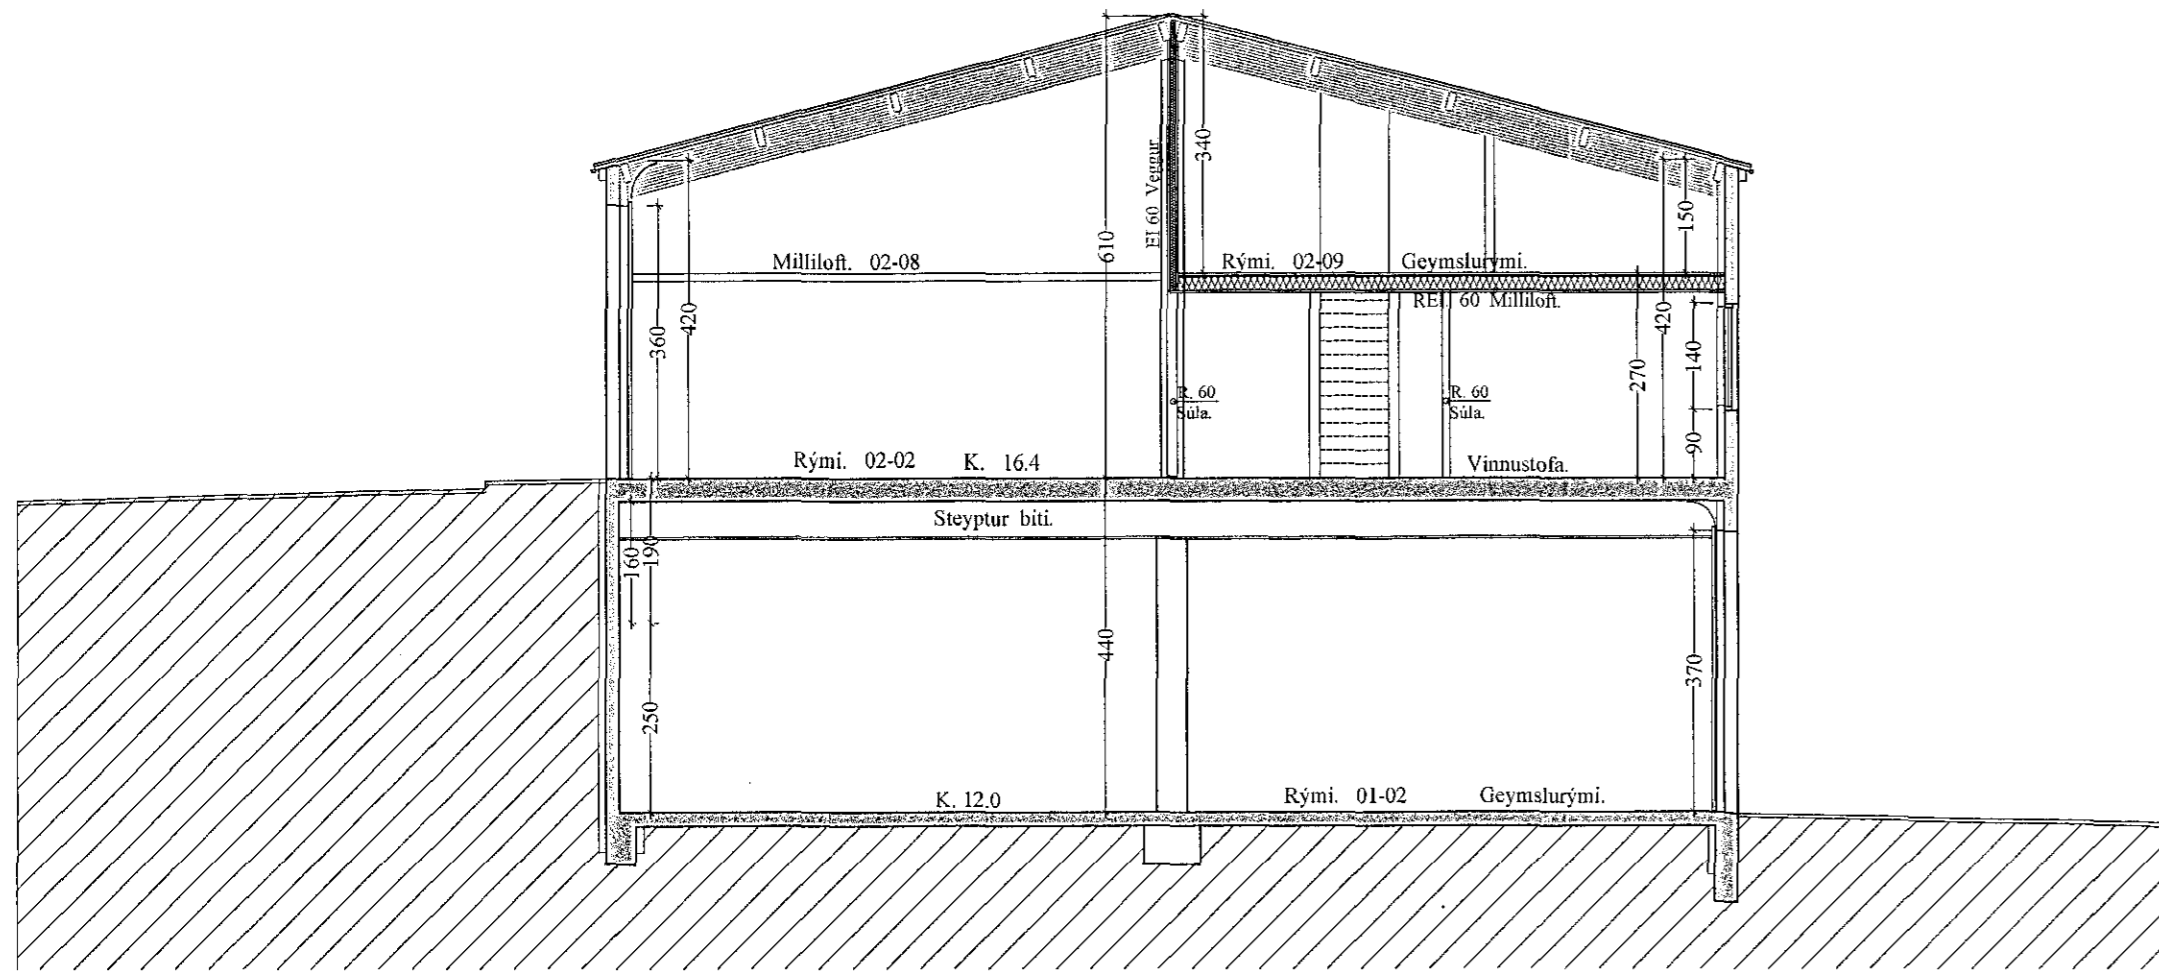 340
EI 60 Veggur.
610
150
Milliloft. 02-08
Rými. 02-09 Geymslurými.
REI 60 Milliloft.
420
360
420
140
270
R. 60
Súla.
R. 60
Súla.
90
Rými. 02-02 K. 16.4
Vinnustofa.
Steyptur biti.
160
190
440
370
250
K. 12.0
Rými. 01-02 Geymslurými.